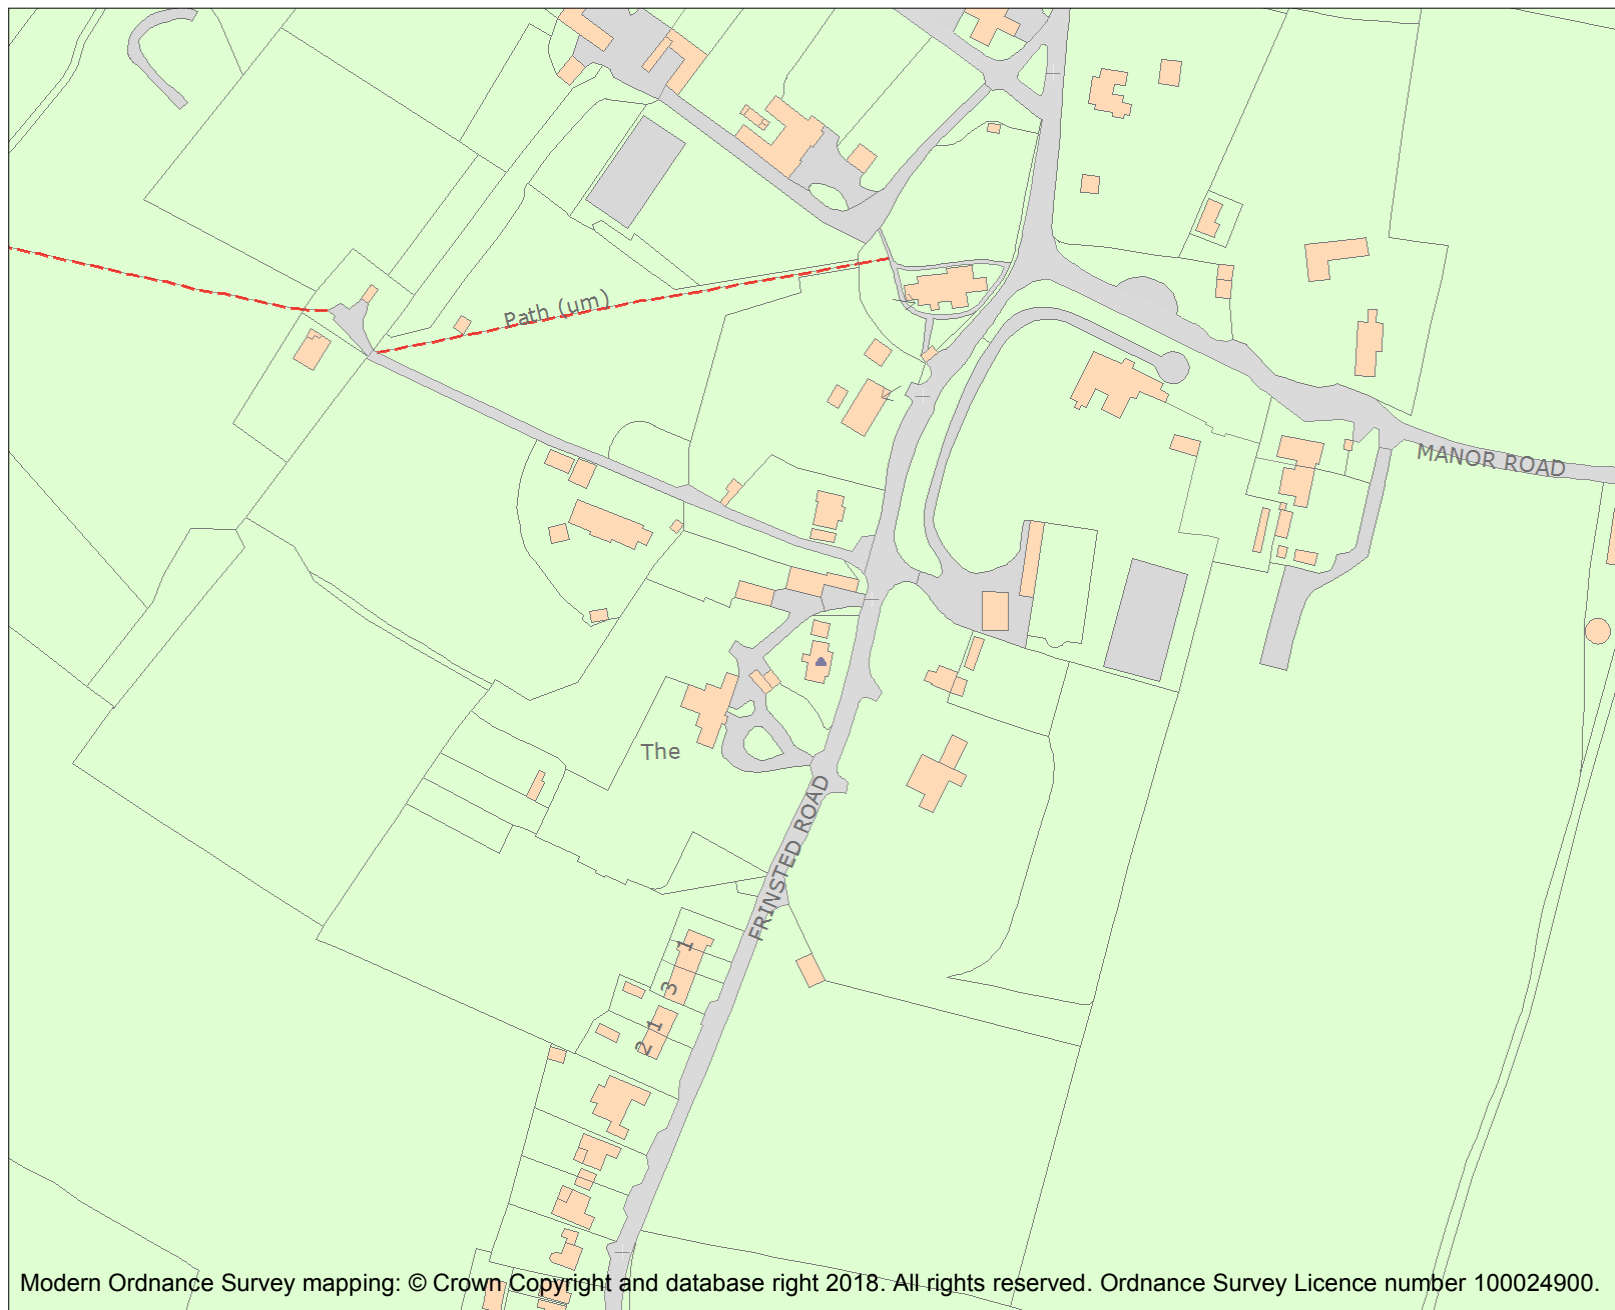 Path (um)
MANOR ROAD
The
FRINSTED ROAD
1
3
1
2
Modern Ordnance Survey mapping: © Crown Copyright and database right 2018. All rights reserved. Ordnance Survey Licence number 100024900.